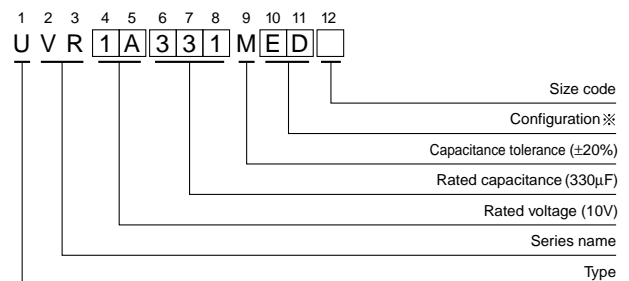 1 2 3 4 5 6 7 8 9 10 11 12
U V R 1 A 3 3 1 M E D
Size code
Configuration※
Capacitance tolerance (±20%)
Rated capacitance (330μF)
Rated voltage (10V)
Series name
Type